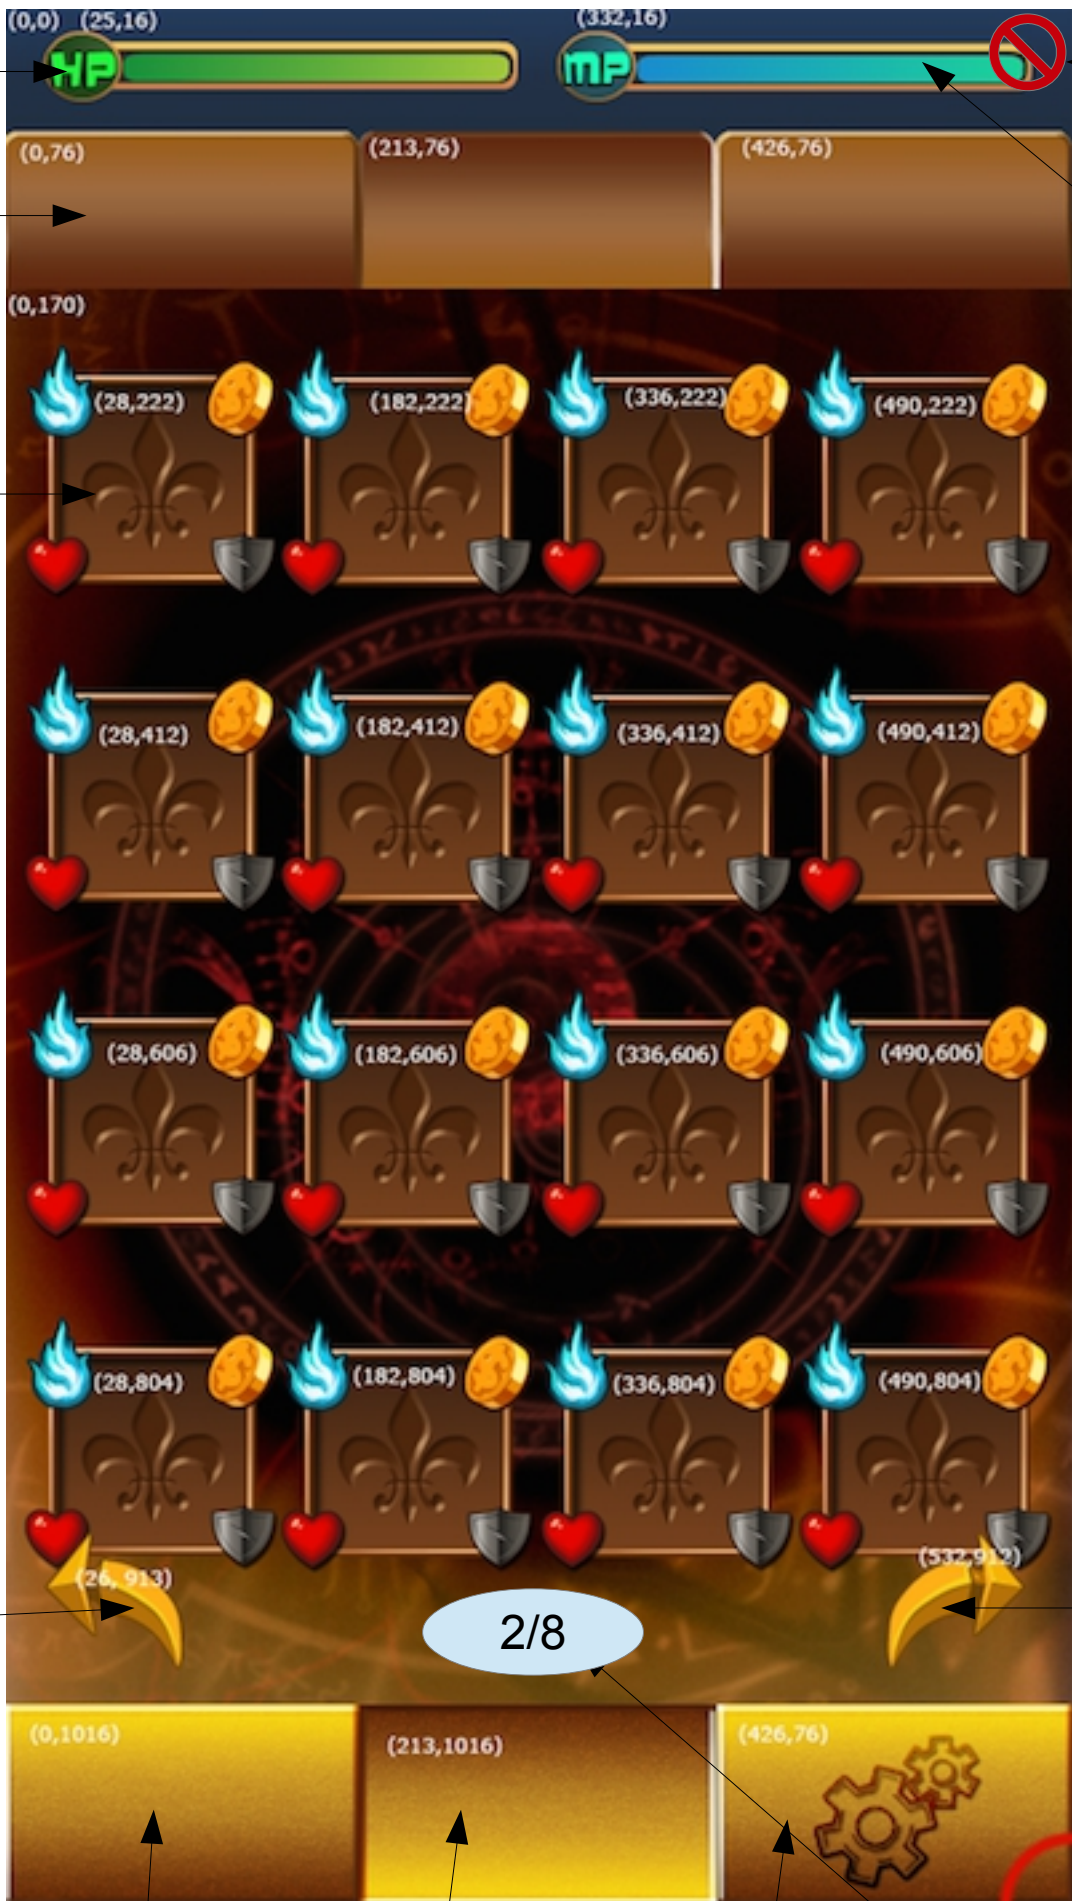 (0,0) (25,16) (332,16)
HP MP
(0,76) (213,76) (426,76)
(0,170)
(28,222) (182,222) (336,222) (490,222)
(28,412) (182,412) (336,412) (490,412)
(28,606) (182,606) (336,606) (490,606)
(28,804) (182,804) (336,804) (490,804)
(26, 913) (532,912)
2/8
(0,1016) (213,1016) (426,76)